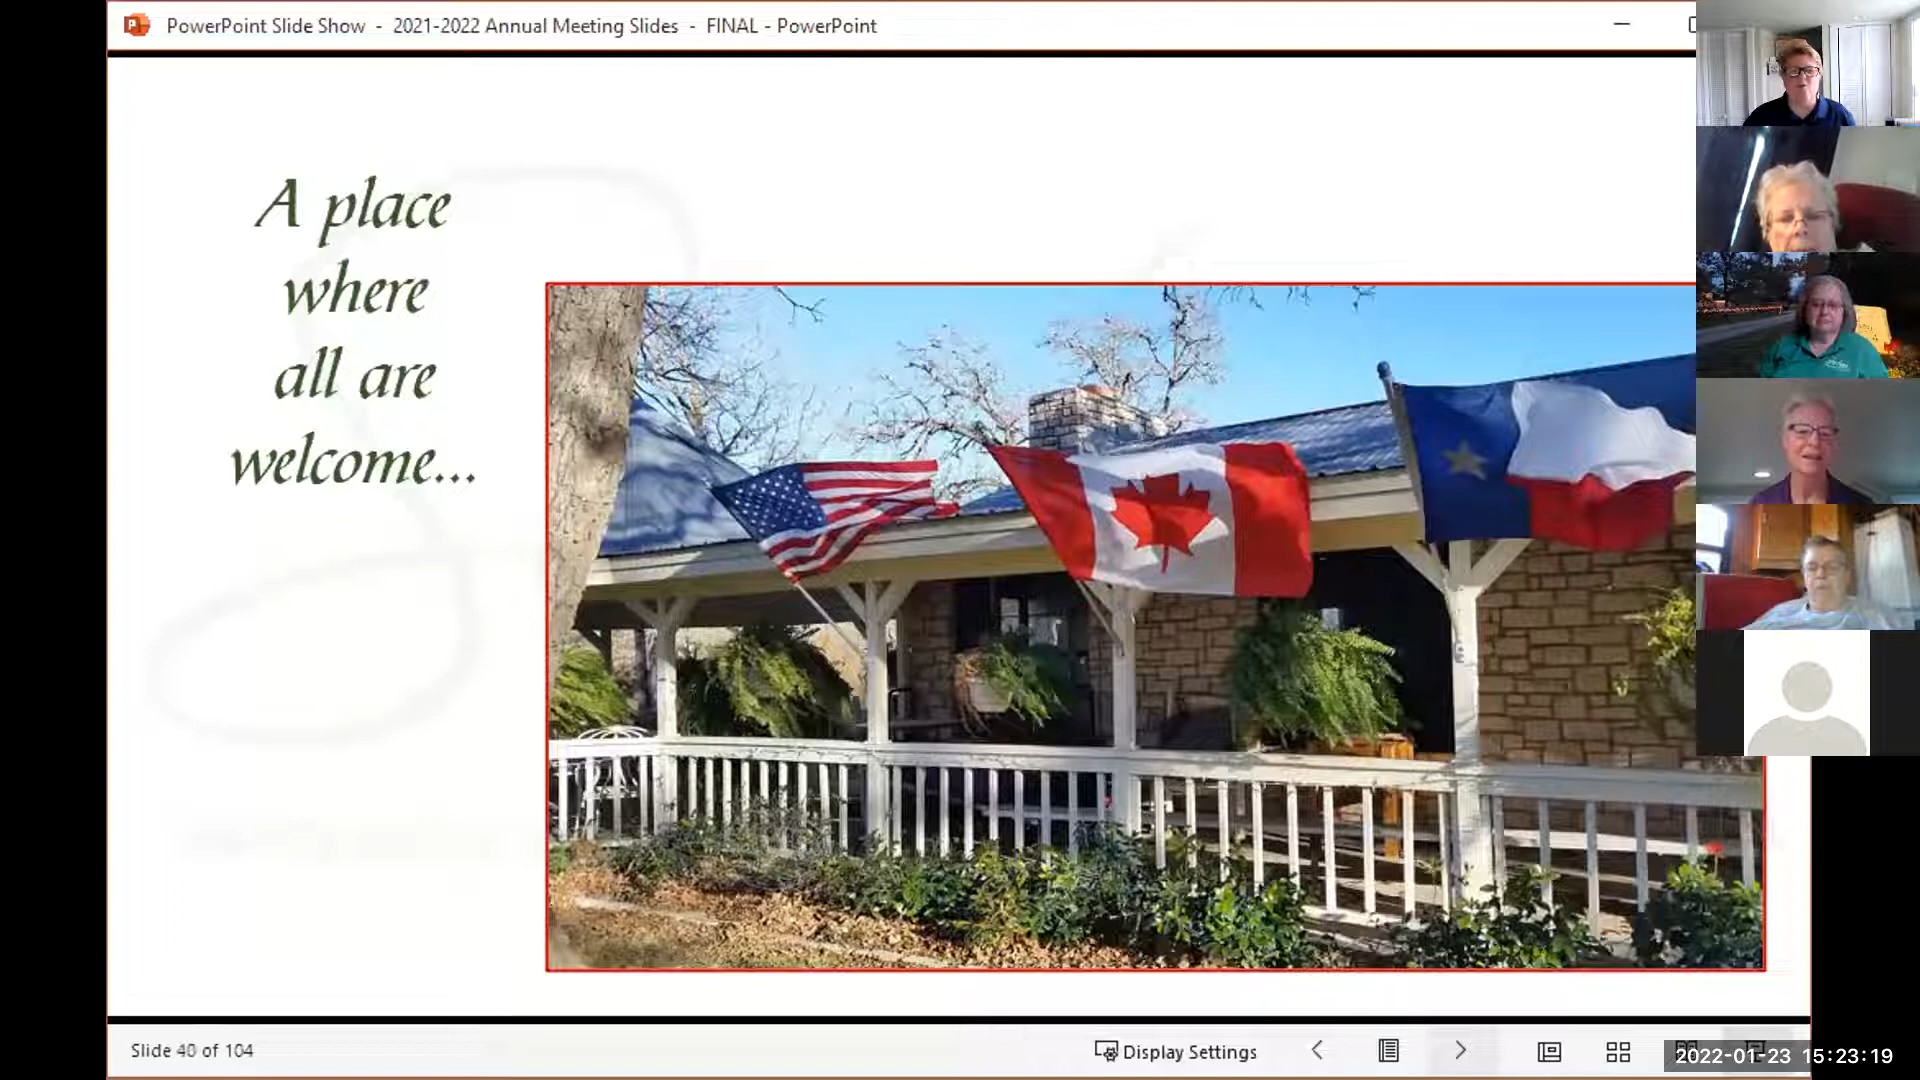 PowerPoint Slide Show - 2021-2022 Annual Meeting Slides - FINAL - PowerPoint
A place
where
all are
welcome...
Slide 40 of 104
Display Settings
2022-01-23 15:23:19